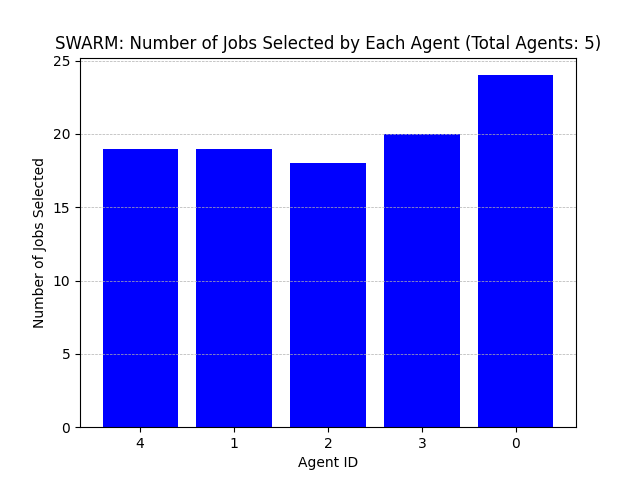 SWARM: Number of Jobs Selected by Each Agent (Total Agents: 5)
25
20
15
10
5
0
Number of Jobs Selected
4 1 2 3 0
Agent ID